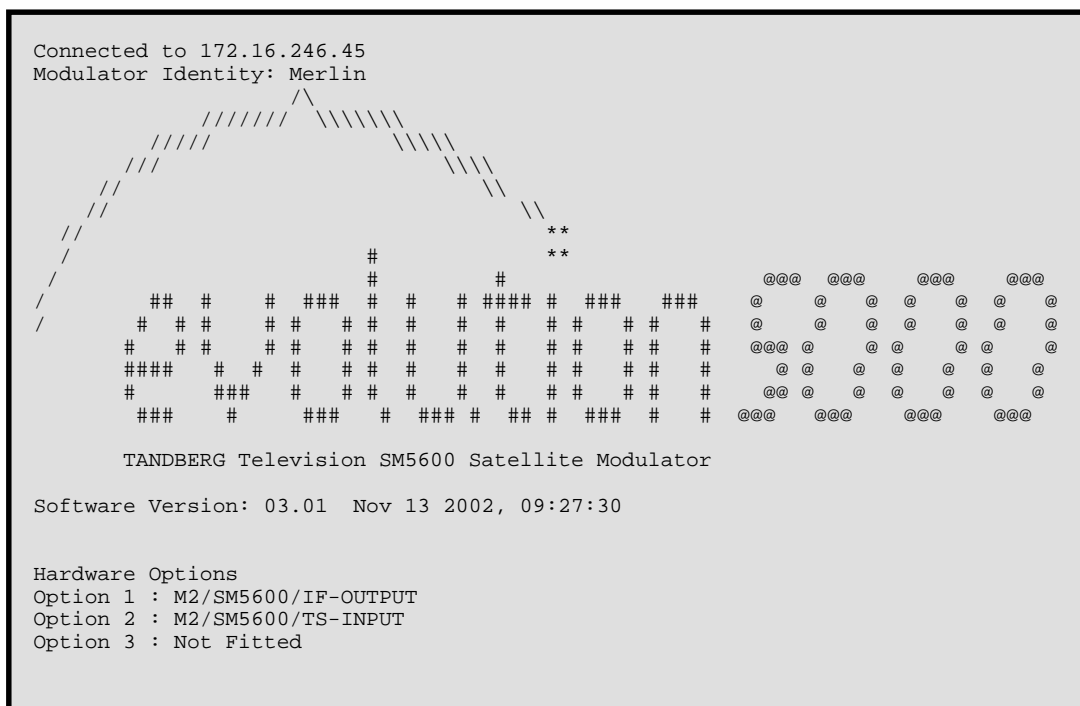 Connected to 172.16.246.45
Modulator Identity: Merlin
evolution 5000
TANDBERG Television SM5600 Satellite Modulator
Software Version: 03.01  Nov 13 2002, 09:27:30
Hardware Options
Option 1 : M2/SM5600/IF-OUTPUT
Option 2 : M2/SM5600/TS-INPUT
Option 3 : Not Fitted